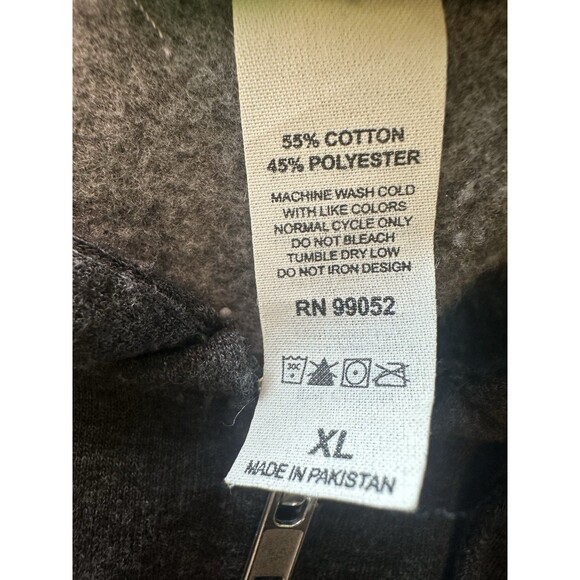 55% COTTON
45% POLYESTER
MACHINE WASH COLD
WITH LIKE COLORS
NORMAL CYCLE ONLY
DO NOT BLEACH
TUMBLE DRY LOW
DO NOT IRON DESIGN
RN 99052
30C
XL
MADE IN PAKISTAN